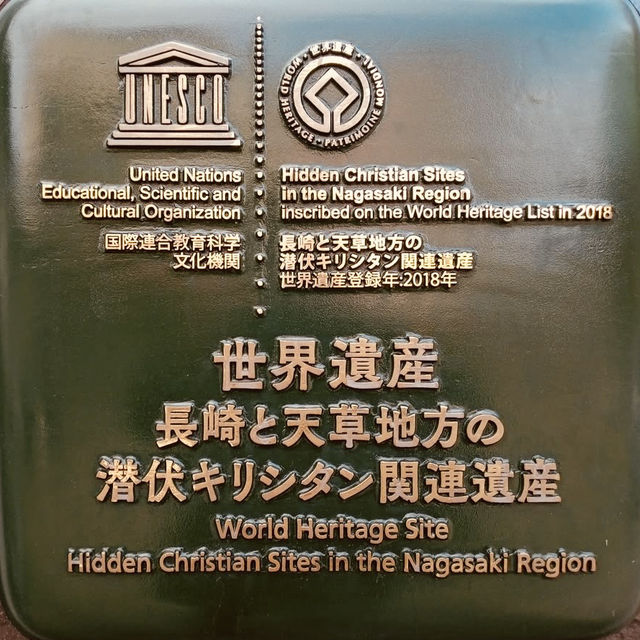 UNESCO
United Nations
Educational, Scientific and
Cultural Organization
国際連合教育科学
文化機関
世界遺産
WORLD HERITAGE
PATRIMOINE MONDIAL
Hidden Christian Sites
in the Nagasaki Region
inscribed on the World Heritage List in 2018
長崎と天草地方の
潜伏キリシタン関連遺産
世界遺産登録年:2018年
世界遺産
長崎と天草地方の
潜伏キリシタン関連遺産
World Heritage Site
Hidden Christian Sites in the Nagasaki Region